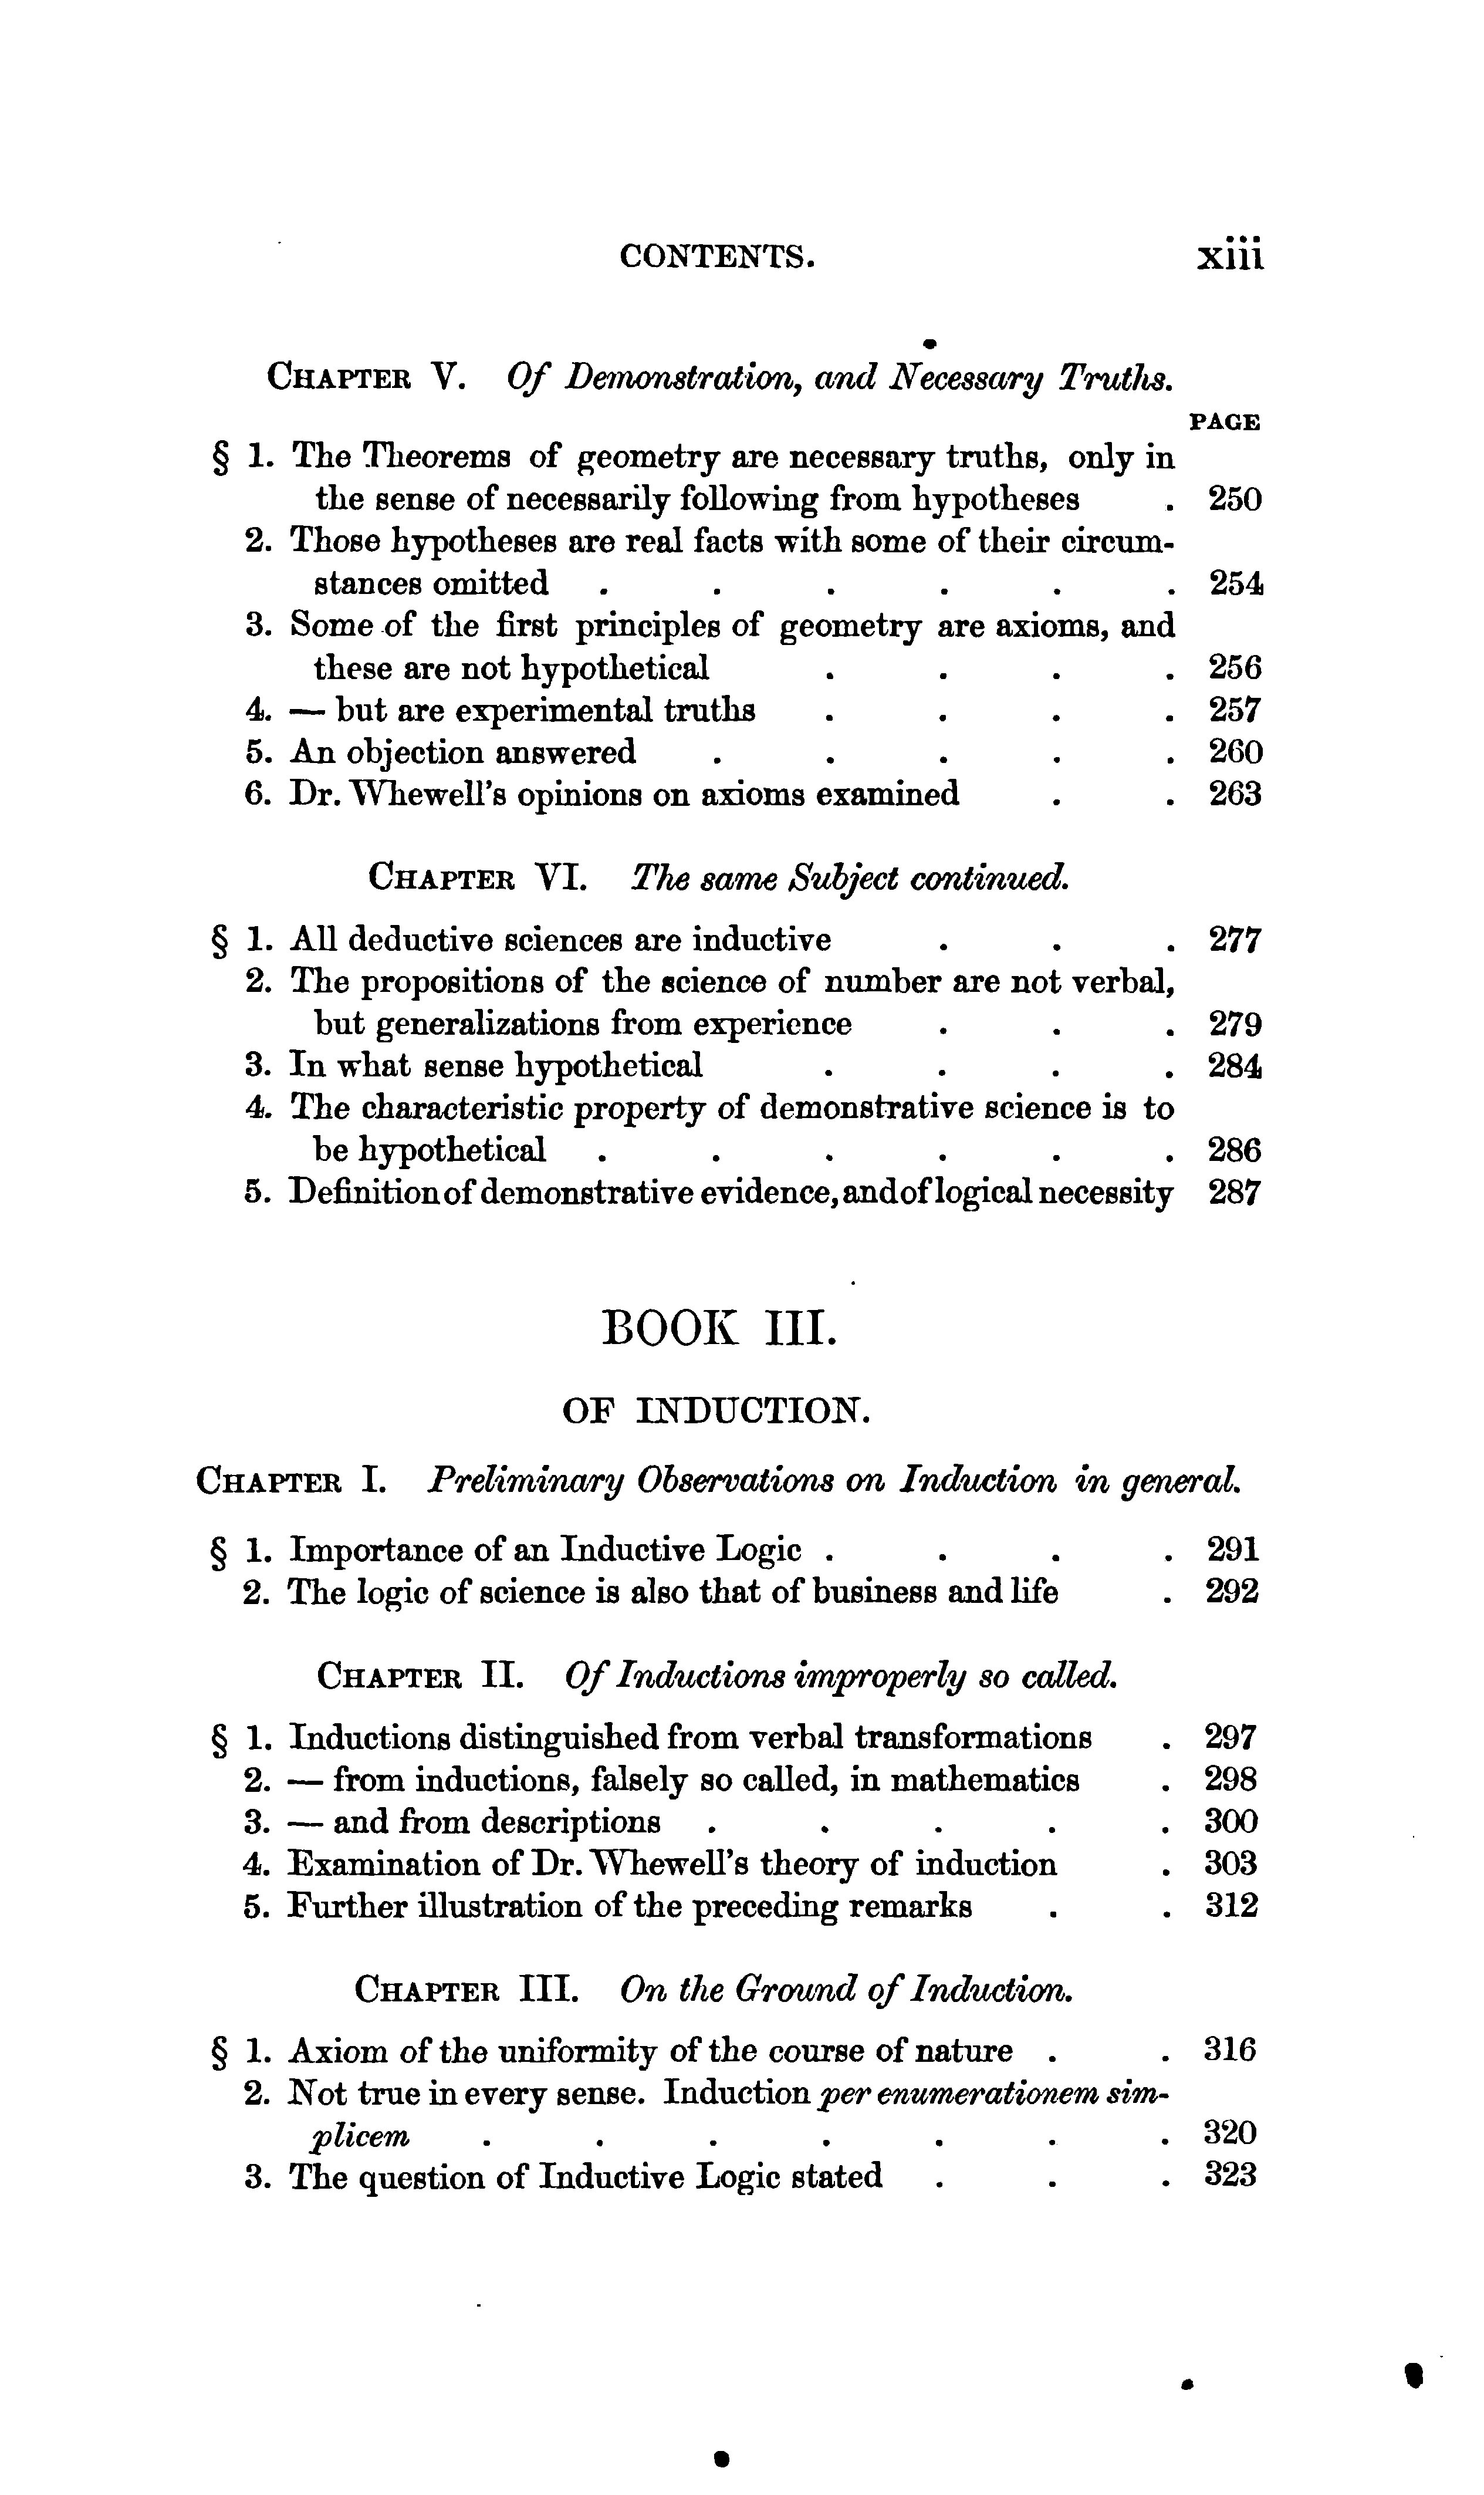 CONTENTS. xiii
CHAPTER V. Of Demonstration, and Necessary Truths.
PAGE
§ 1. The Theorems of geometry are necessary truths, only in
the sense of necessarily following from hypotheses . 250
2. Those hypotheses are real facts with some of their circum-
stances omitted . . . . . . 254
3. Some of the first principles of geometry are axioms, and
these are not hypothetical . . . . 256
4. — but are experimental truths . . . . 257
5. An objection answered . . . . . 260
6. Dr. Whewell's opinions on axioms examined . . 263
CHAPTER VI. The same Subject continued.
§ 1. All deductive sciences are inductive . . . 277
2. The propositions of the science of number are not verbal,
but generalizations from experience . . . 279
3. In what sense hypothetical . . . . 284
4. The characteristic property of demonstrative science is to
be hypothetical . . . . . . 286
5. Definition of demonstrative evidence, and of logical necessity 287
BOOK III.
OF INDUCTION.
CHAPTER I. Preliminary Observations on Induction in general.
§ 1. Importance of an Inductive Logic . . . . 291
2. The logic of science is also that of business and life . 292
CHAPTER II. Of Inductions improperly so called.
§ 1. Inductions distinguished from verbal transformations . 297
2. — from inductions, falsely so called, in mathematics . 298
3. — and from descriptions . . . . . 300
4. Examination of Dr. Whewell's theory of induction . 303
5. Further illustration of the preceding remarks . . 312
CHAPTER III. On the Ground of Induction.
§ 1. Axiom of the uniformity of the course of nature . . 316
2. Not true in every sense. Induction per enumerationem sim-
plicem . . . . . . . 320
3. The question of Inductive Logic stated . . . 323